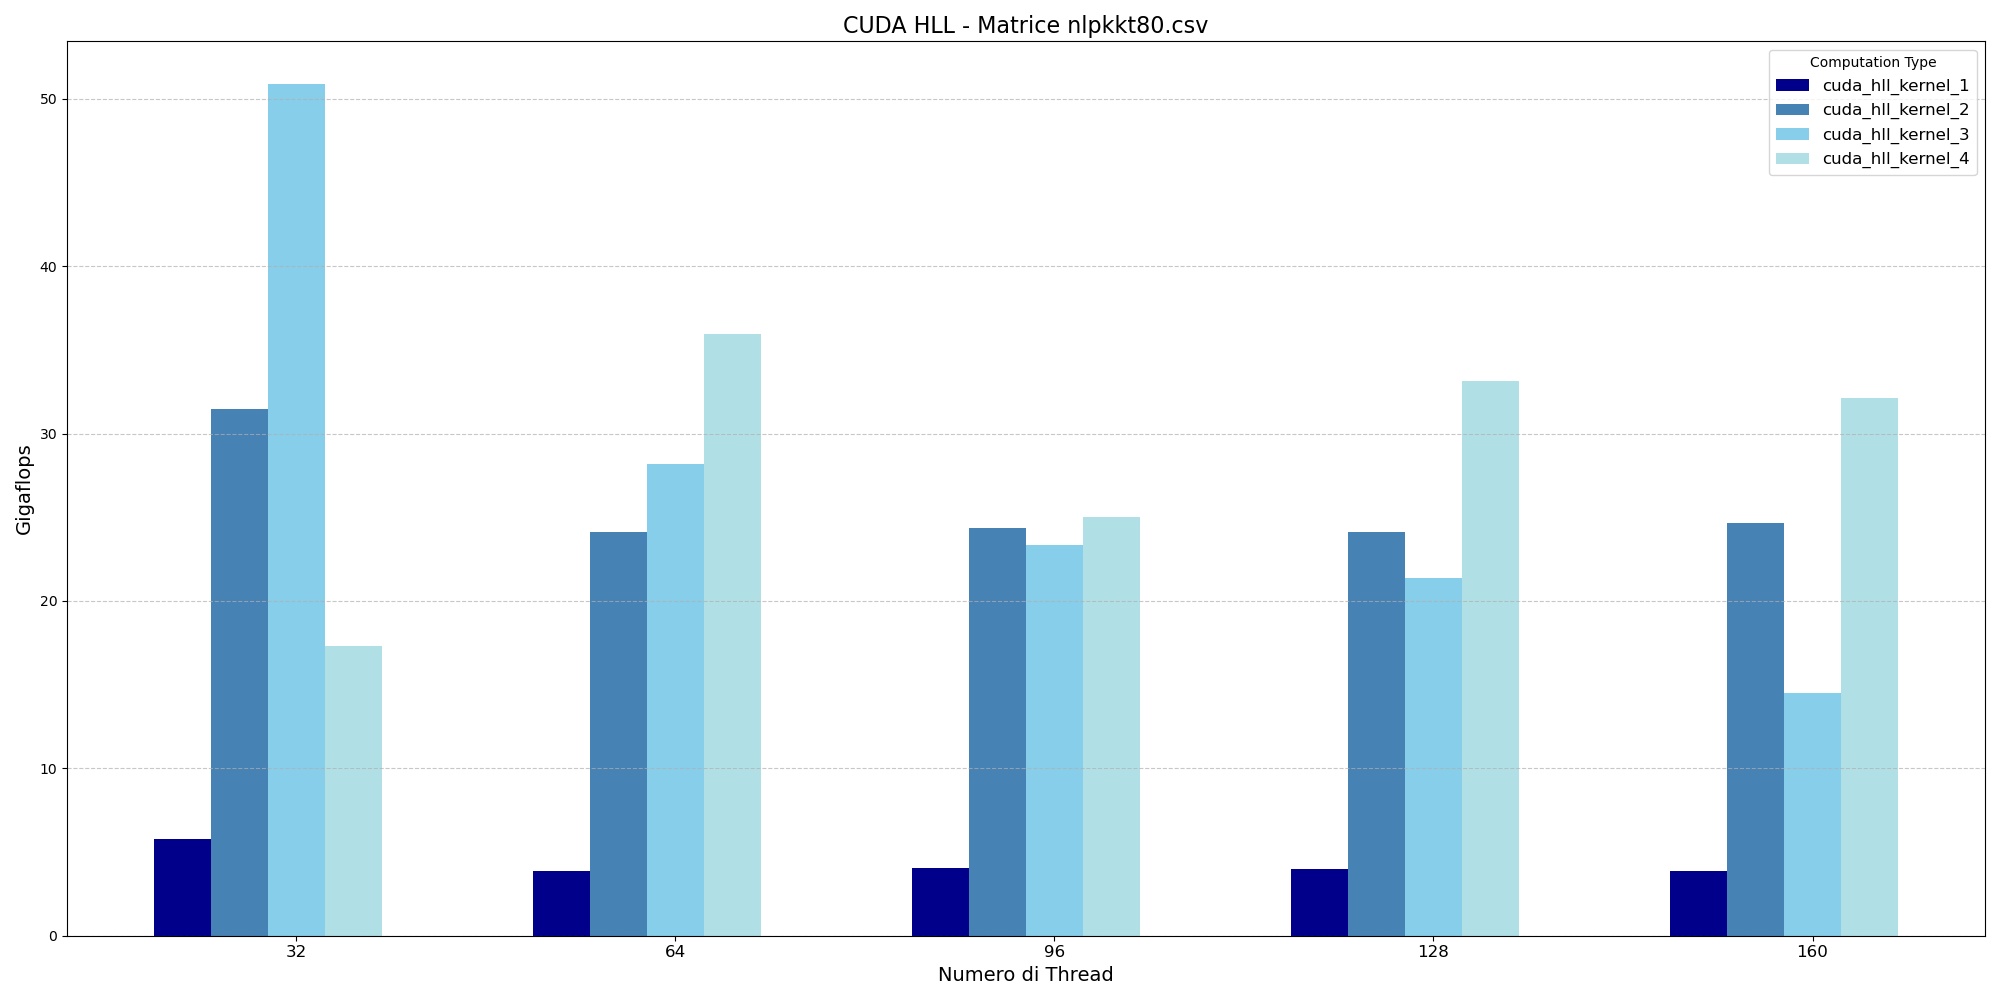 CUDA HLL - Matrice nlpkkt80.csv
Computation Type
cuda_hll_kernel_1
cuda_hll_kernel_2
cuda_hll_kernel_3
cuda_hll_kernel_4
Gigaflops
50
40
30
20
10
0
32 64 96 128 160
Numero di Thread